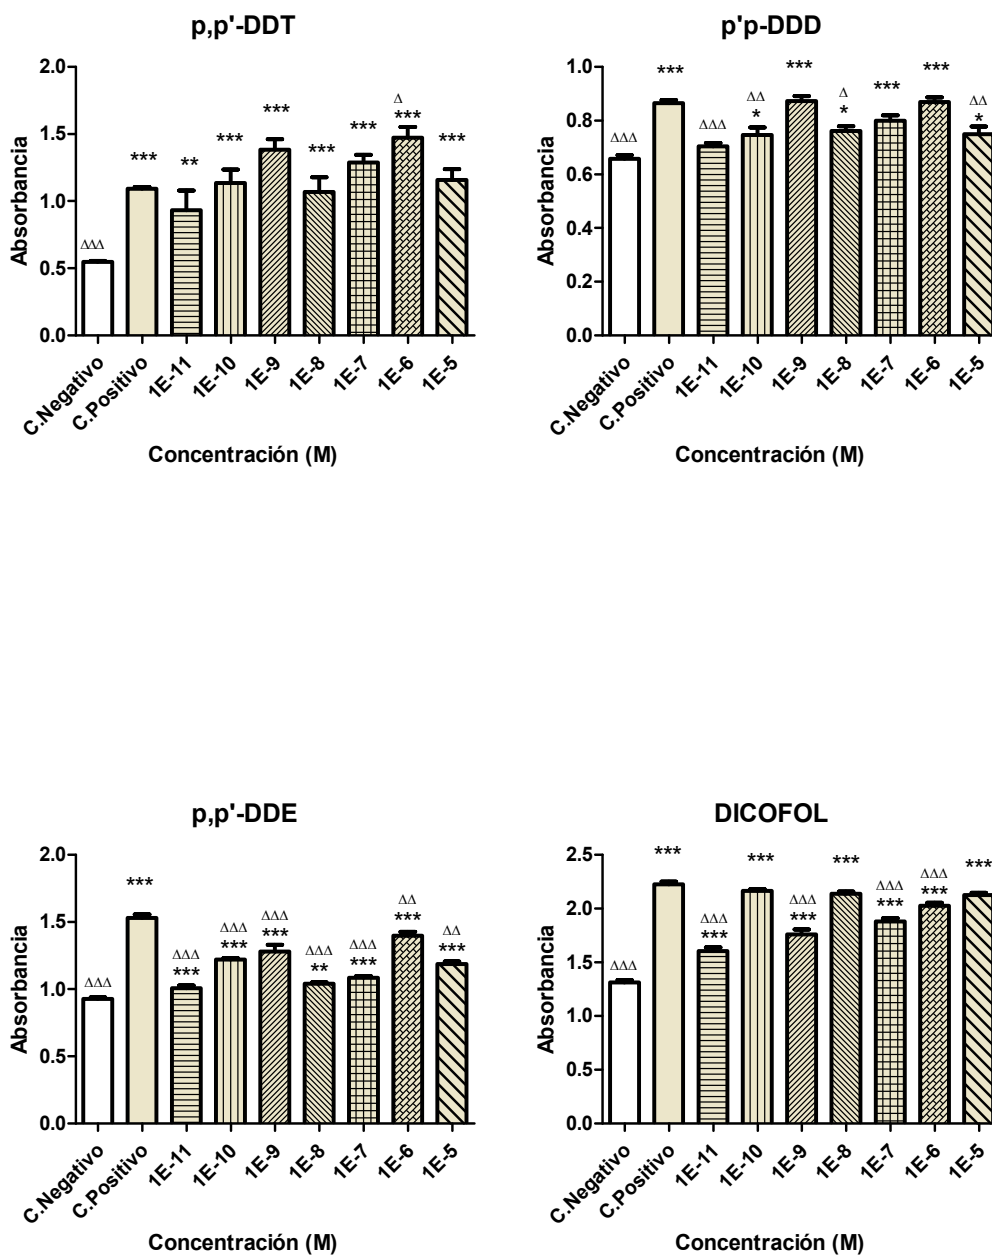 p,p'-DDT
2.0
1.5
1.0
0.5
0.0
Absorbancia
ΔΔΔ
***
**
***
***
***
***
Δ
***
***
C.Negativo
C.Positivo
1E-11
1E-10
1E-9
1E-8
1E-7
1E-6
1E-5
Concentración (M)
p'p-DDD
1.0
0.8
0.6
0.4
0.2
0.0
Absorbancia
ΔΔΔ
***
ΔΔΔ
ΔΔ
*
***
Δ
*
***
***
ΔΔ
*
C.Negativo
C.Positivo
1E-11
1E-10
1E-9
1E-8
1E-7
1E-6
1E-5
Concentración (M)
p,p'-DDE
2.0
1.5
1.0
0.5
0.0
Absorbancia
ΔΔΔ
***
ΔΔΔ
***
ΔΔΔ
***
ΔΔΔ
***
ΔΔΔ
**
ΔΔΔ
***
ΔΔ
***
ΔΔ
***
C.Negativo
C.Positivo
1E-11
1E-10
1E-9
1E-8
1E-7
1E-6
1E-5
Concentración (M)
DICOFOL
2.5
2.0
1.5
1.0
0.5
0.0
Absorbancia
ΔΔΔ
***
ΔΔΔ
***
***
ΔΔΔ
***
***
ΔΔΔ
***
ΔΔΔ
***
***
C.Negativo
C.Positivo
1E-11
1E-10
1E-9
1E-8
1E-7
1E-6
1E-5
Concentración (M)